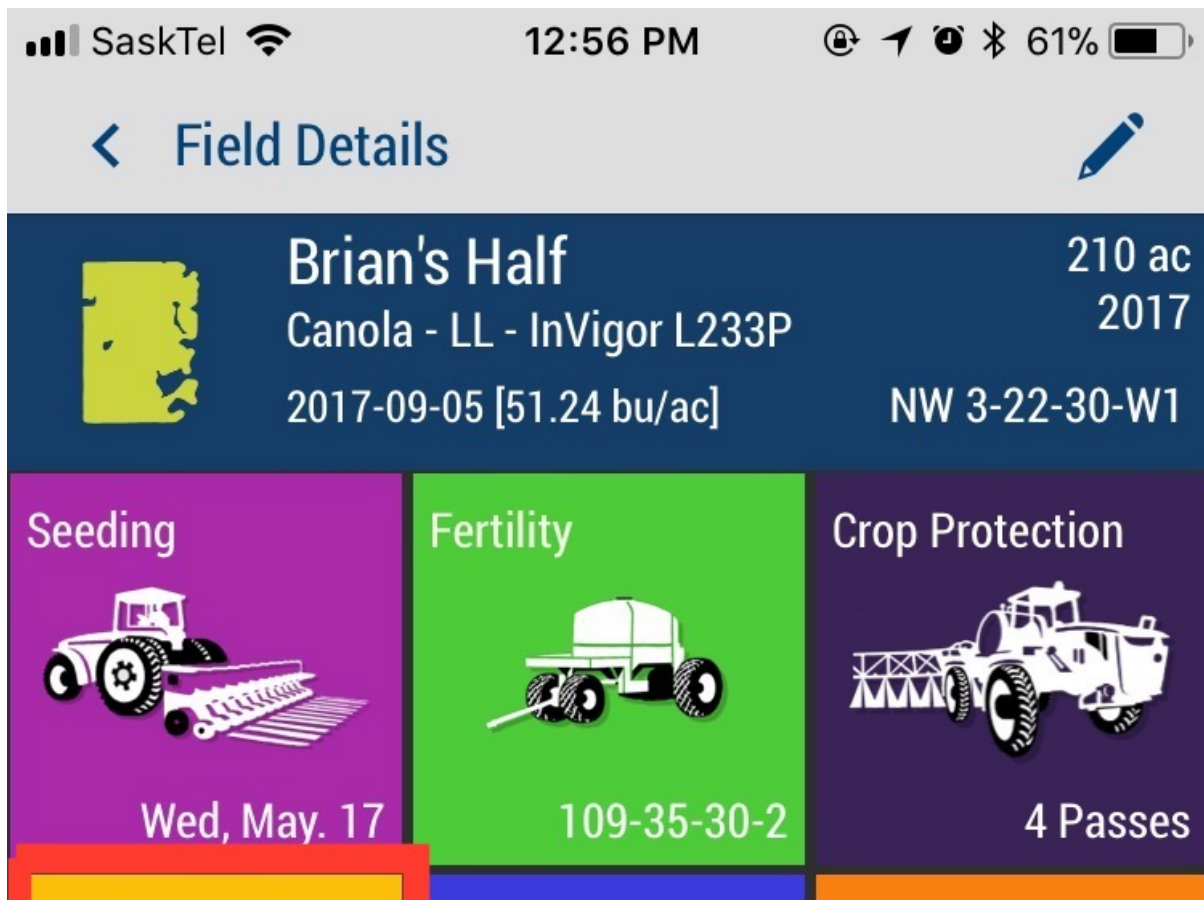 SaskTel 12:56 PM 61%
Field Details
Brian's Half 210 ac
Canola - LL - InVigor L233P 2017
2017-09-05 [51.24 bu/ac] NW 3-22-30-W1
Seeding Fertility Crop Protection
Wed, May. 17 109-35-30-2 4 Passes